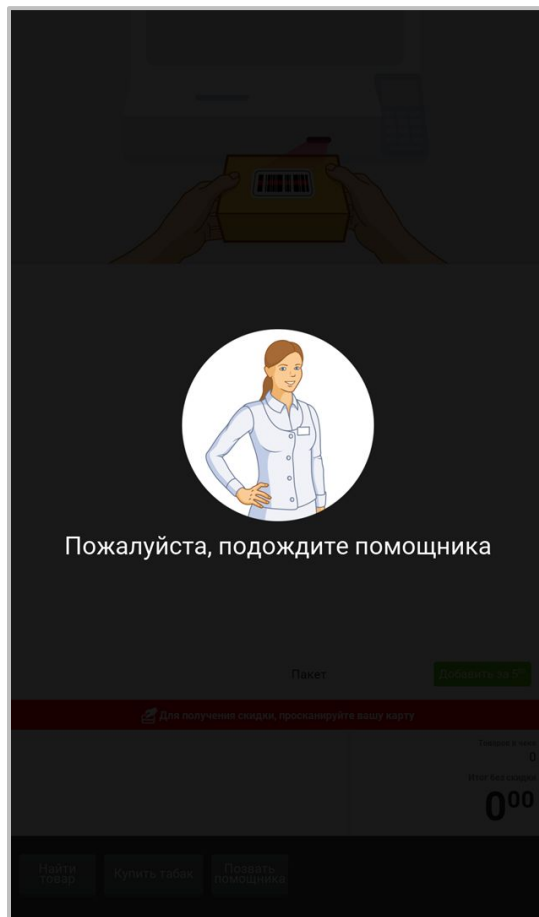 Пожалуйста, подождите помощника
Пакет
Добавить за 5
Для получения скидки, просканируйте вашу карту
Товаров в чеке
0
Итог без скидки
0⁰⁰
Найти
товар
Купить табак
Позвать
помощника